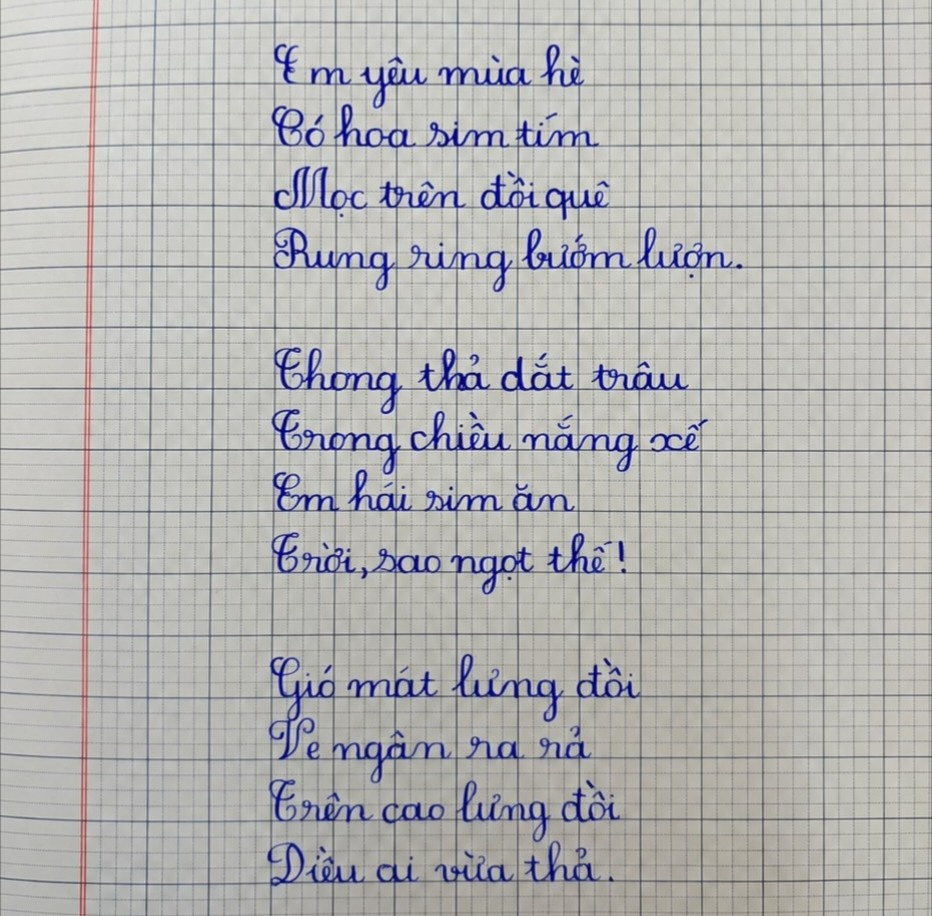 Em yêu mùa hè
Có hoa sim tím
Mọc trên đồi quê
Rung ring bướm lượn.
Thong thả dắt trâu
Trong chiều nắng xế
Em hái sim ăn
Trời, sao ngọt thế!
Gió mát lưng đồi
Ve ngân ra rả
Trên cao lưng đồi
Diều ai vừa thả.